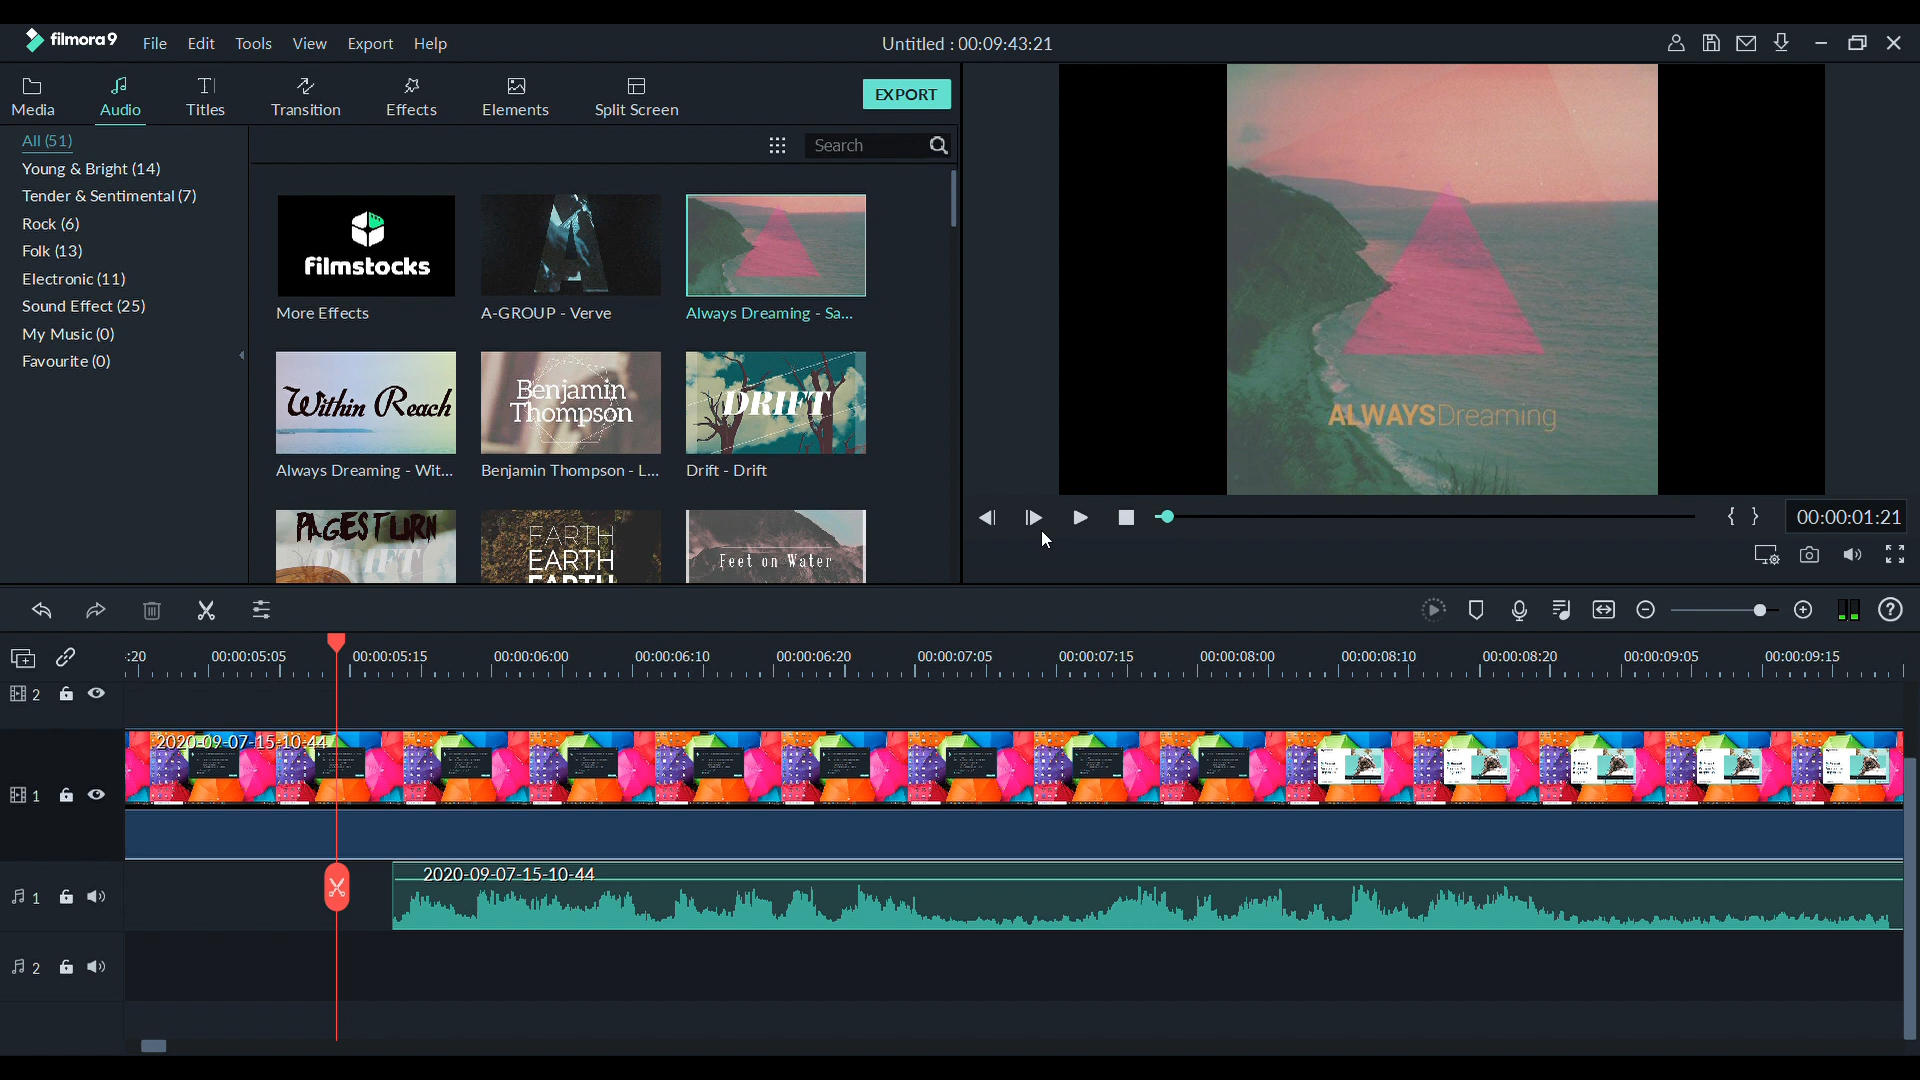 filmora9 File Edit Tools View Export Help Untitled : 00:09:43:21
Media Audio Titles Transition Effects Elements Split Screen EXPORT
All (51)
Young & Bright (14)
Tender & Sentimental (7)
Rock (6)
Folk (13)
Electronic (11)
Sound Effect (25)
My Music (0)
Favourite (0)
Search
filmstocks
More Effects A-GROUP - Verve Always Dreaming - Sa...
Within Reach
Benjamin
Thompson
DRIFT
Always Dreaming - Wit... Benjamin Thompson - L... Drift - Drift
PAGES TURN
DRIFT
EARTH
EARTH
EARTH
Feet on Water
ALWAYSDreaming
00:00:01:21
:20 00:00:05:05 00:00:05:15 00:00:06:00 00:00:06:10 00:00:06:20 00:00:07:05 00:00:07:15 00:00:08:00 00:00:08:10 00:00:08:20 00:00:09:05 00:00:09:15
2
2020-09-07-15-10-44
1
2020-09-07-15-10-44
1
2